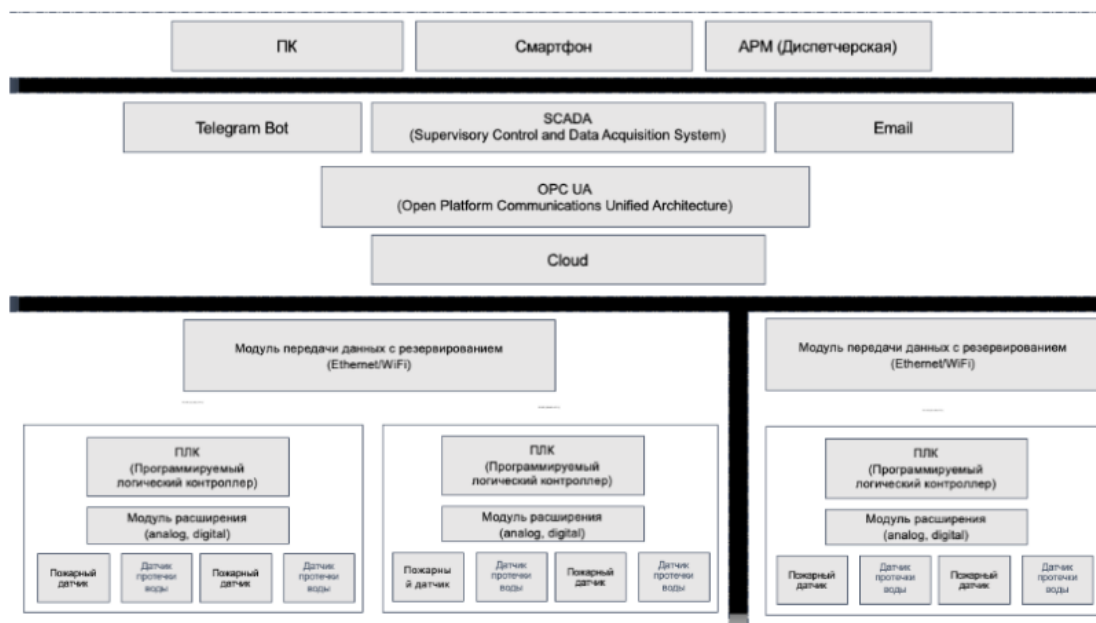 ПК
Смартфон
АРМ (Диспетчерская)
Telegram Bot
SCADA
(Supervisory Control and Data Acquisition System)
Email
OPC UA
(Open Platform Communications Unified Architecture)
Cloud
Модуль передачи данных с резервированием
(Ethernet/WiFi)
Модуль передачи данных с резервированием
(Ethernet/WiFi)
ПЛК
(Программируемый
логический контроллер)
Модуль расширения
(analog, digital)
Пожарный
датчик
Датчик
протечки
воды
Пожарный
датчик
Датчик
протечки
воды
ПЛК
(Программируемый
логический контроллер)
Модуль расширения
(analog, digital)
Пожарны
й датчик
Датчик
протечки
воды
Пожарный
датчик
Датчик
протечки
воды
ПЛК
(Программируемый
логический контроллер)
Модуль расширения
(analog, digital)
Пожарный
датчик
Датчик
протечки
воды
Пожарный
датчик
Датчик
протечки
воды